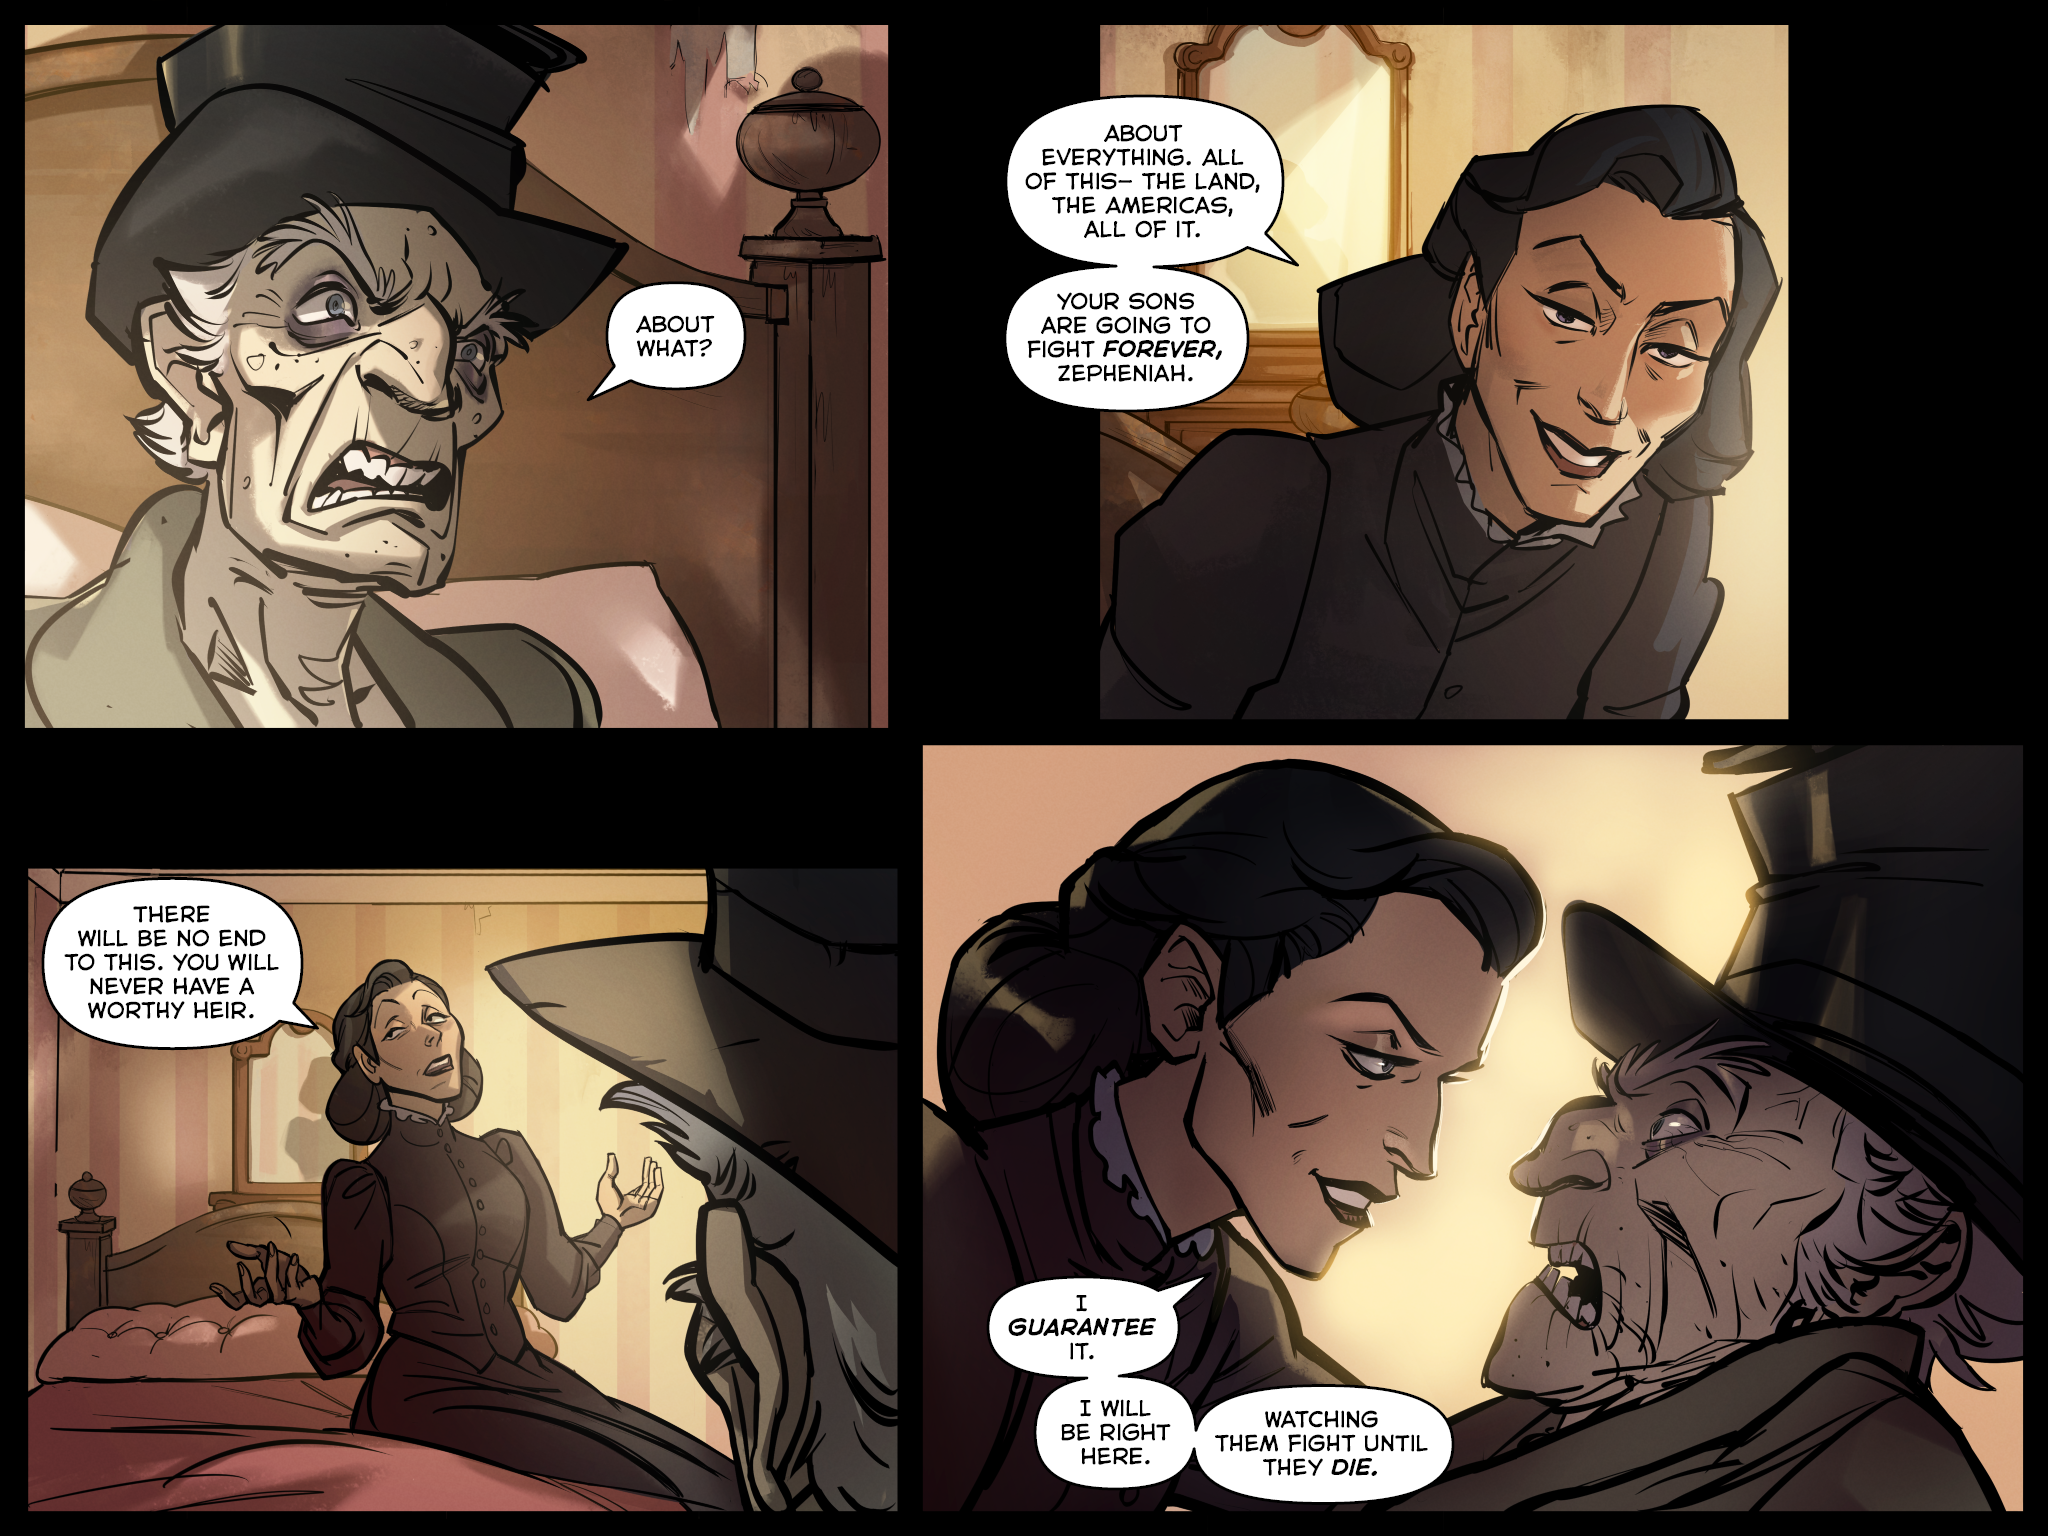 ABOUT
WHAT?
ABOUT
EVERYTHING. ALL
OF THIS– THE LAND,
THE AMERICAS,
ALL OF IT.
YOUR SONS
ARE GOING TO
FIGHT FOREVER,
ZEPHENIAH.
THERE
WILL BE NO END
TO THIS. YOU WILL
NEVER HAVE A
WORTHY HEIR.
I
GUARANTEE
IT.
I WILL
BE RIGHT
HERE.
WATCHING
THEM FIGHT UNTIL
THEY DIE.